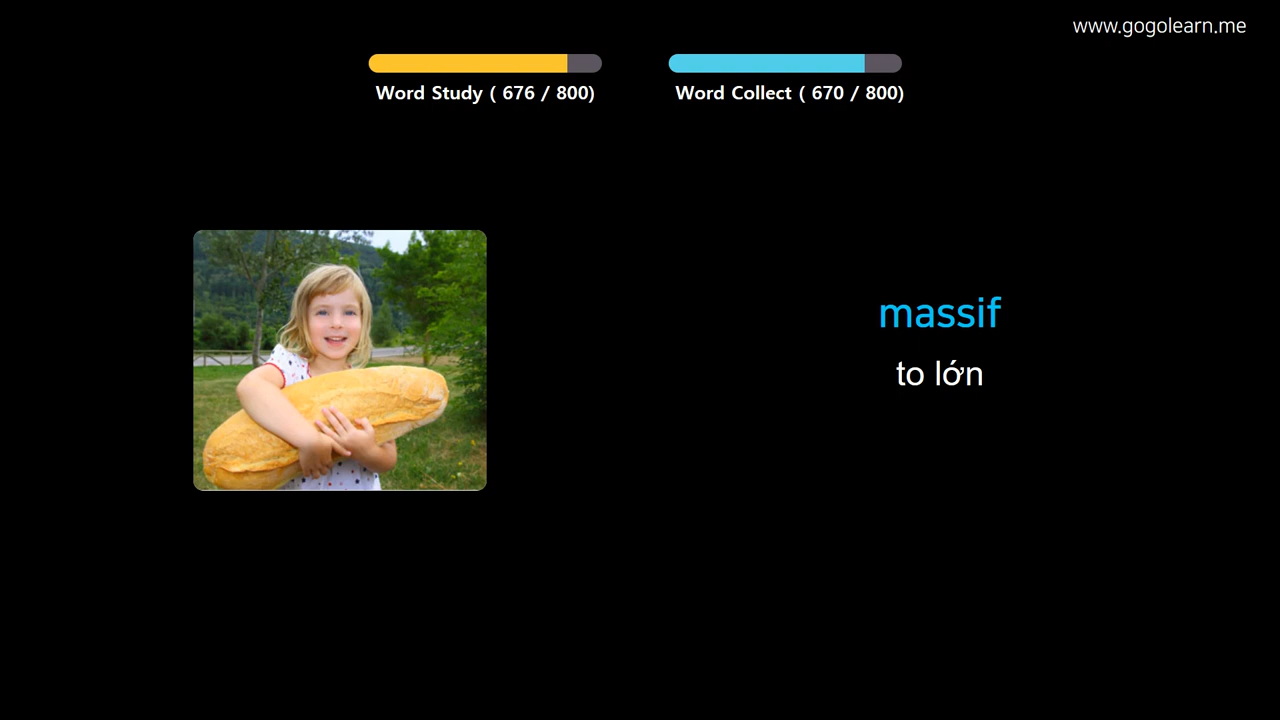 www.gogolearn.me
Word Study ( 676 / 800)
Word Collect ( 670 / 800)
massif
to lớn